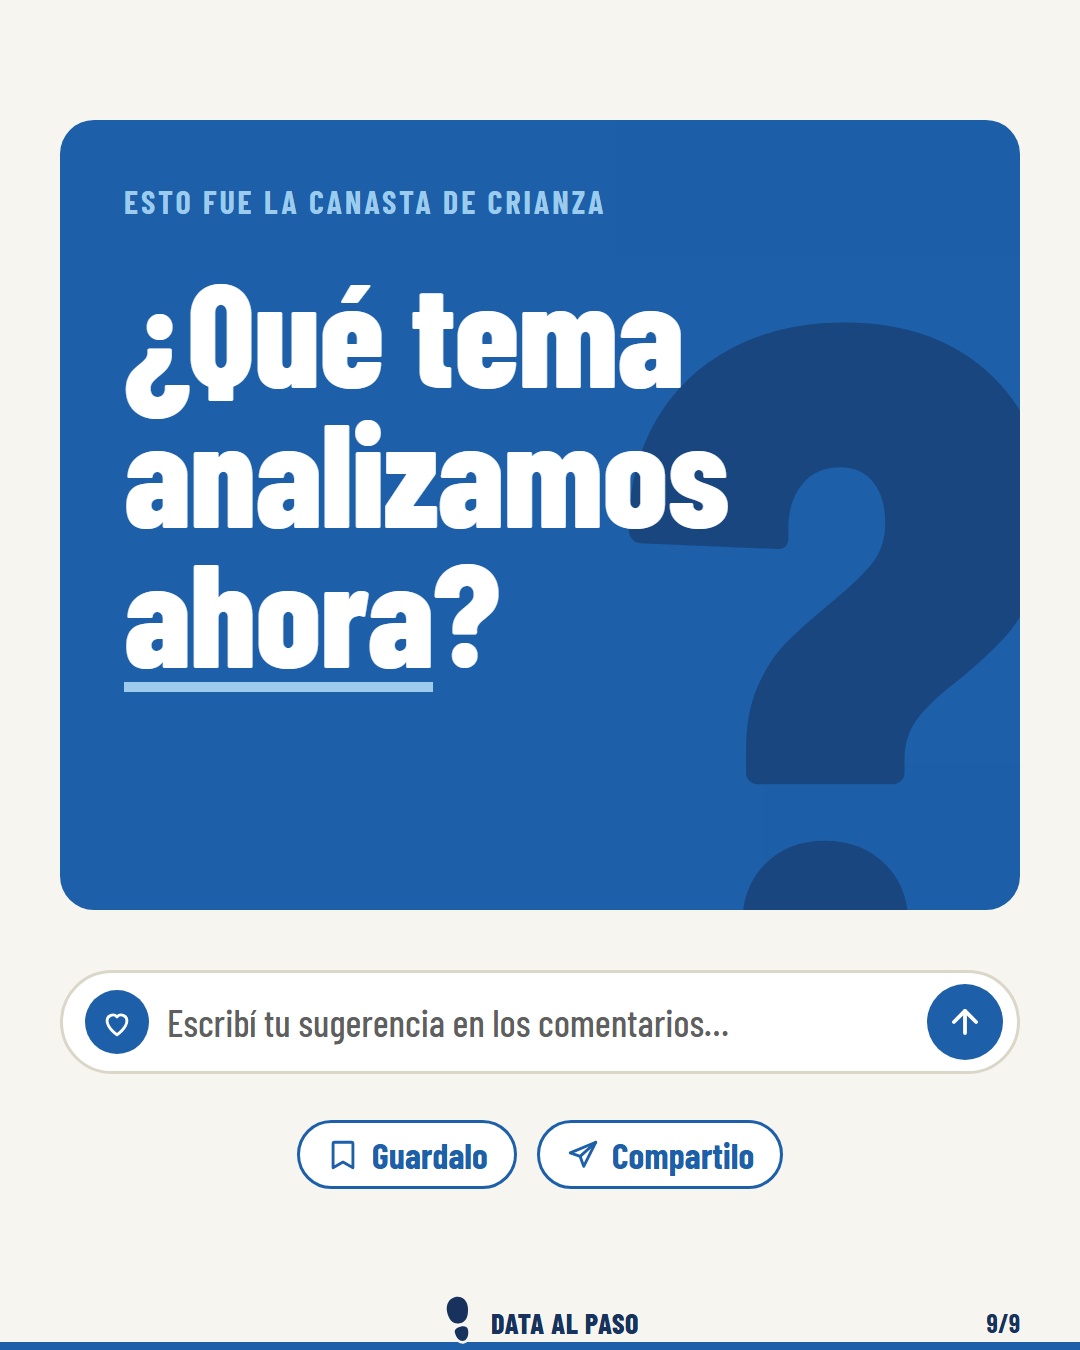 ESTO FUE LA CANASTA DE CRIANZA
¿Qué tema
analizamos
ahora?
Escribí tu sugerencia en los comentarios...
Guardalo
Compartilo
DATA AL PASO
9/9